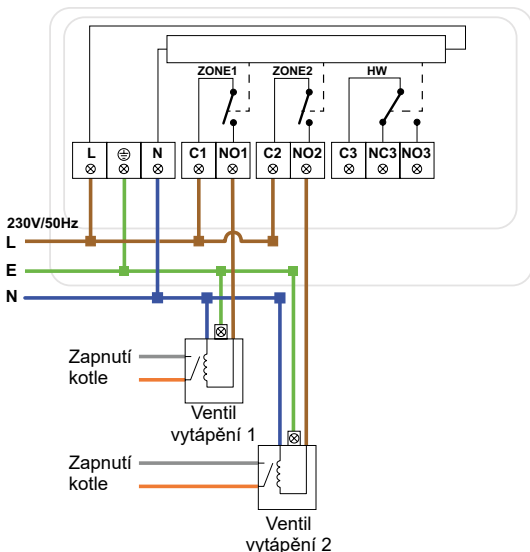 ZONE1 ZONE2 HW
L N C1 NO1 C2 NO2 C3 NC3 NO3
230V/50Hz
L
E
N
Zapnutí
kotle
Ventil
vytápění 1
Zapnutí
kotle
Ventil
vytápění 2